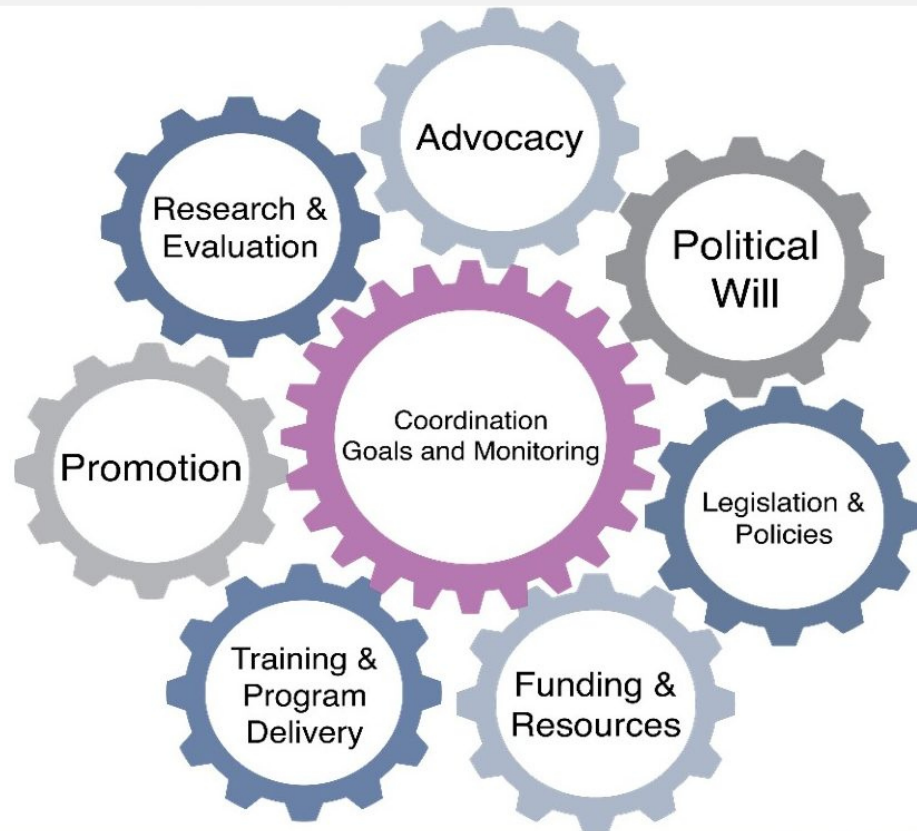 Advocacy
Political
Will
Legislation &
Policies
Funding &
Resources
Training &
Program
Delivery
Promotion
Research &
Evaluation
Coordination
Goals and Monitoring